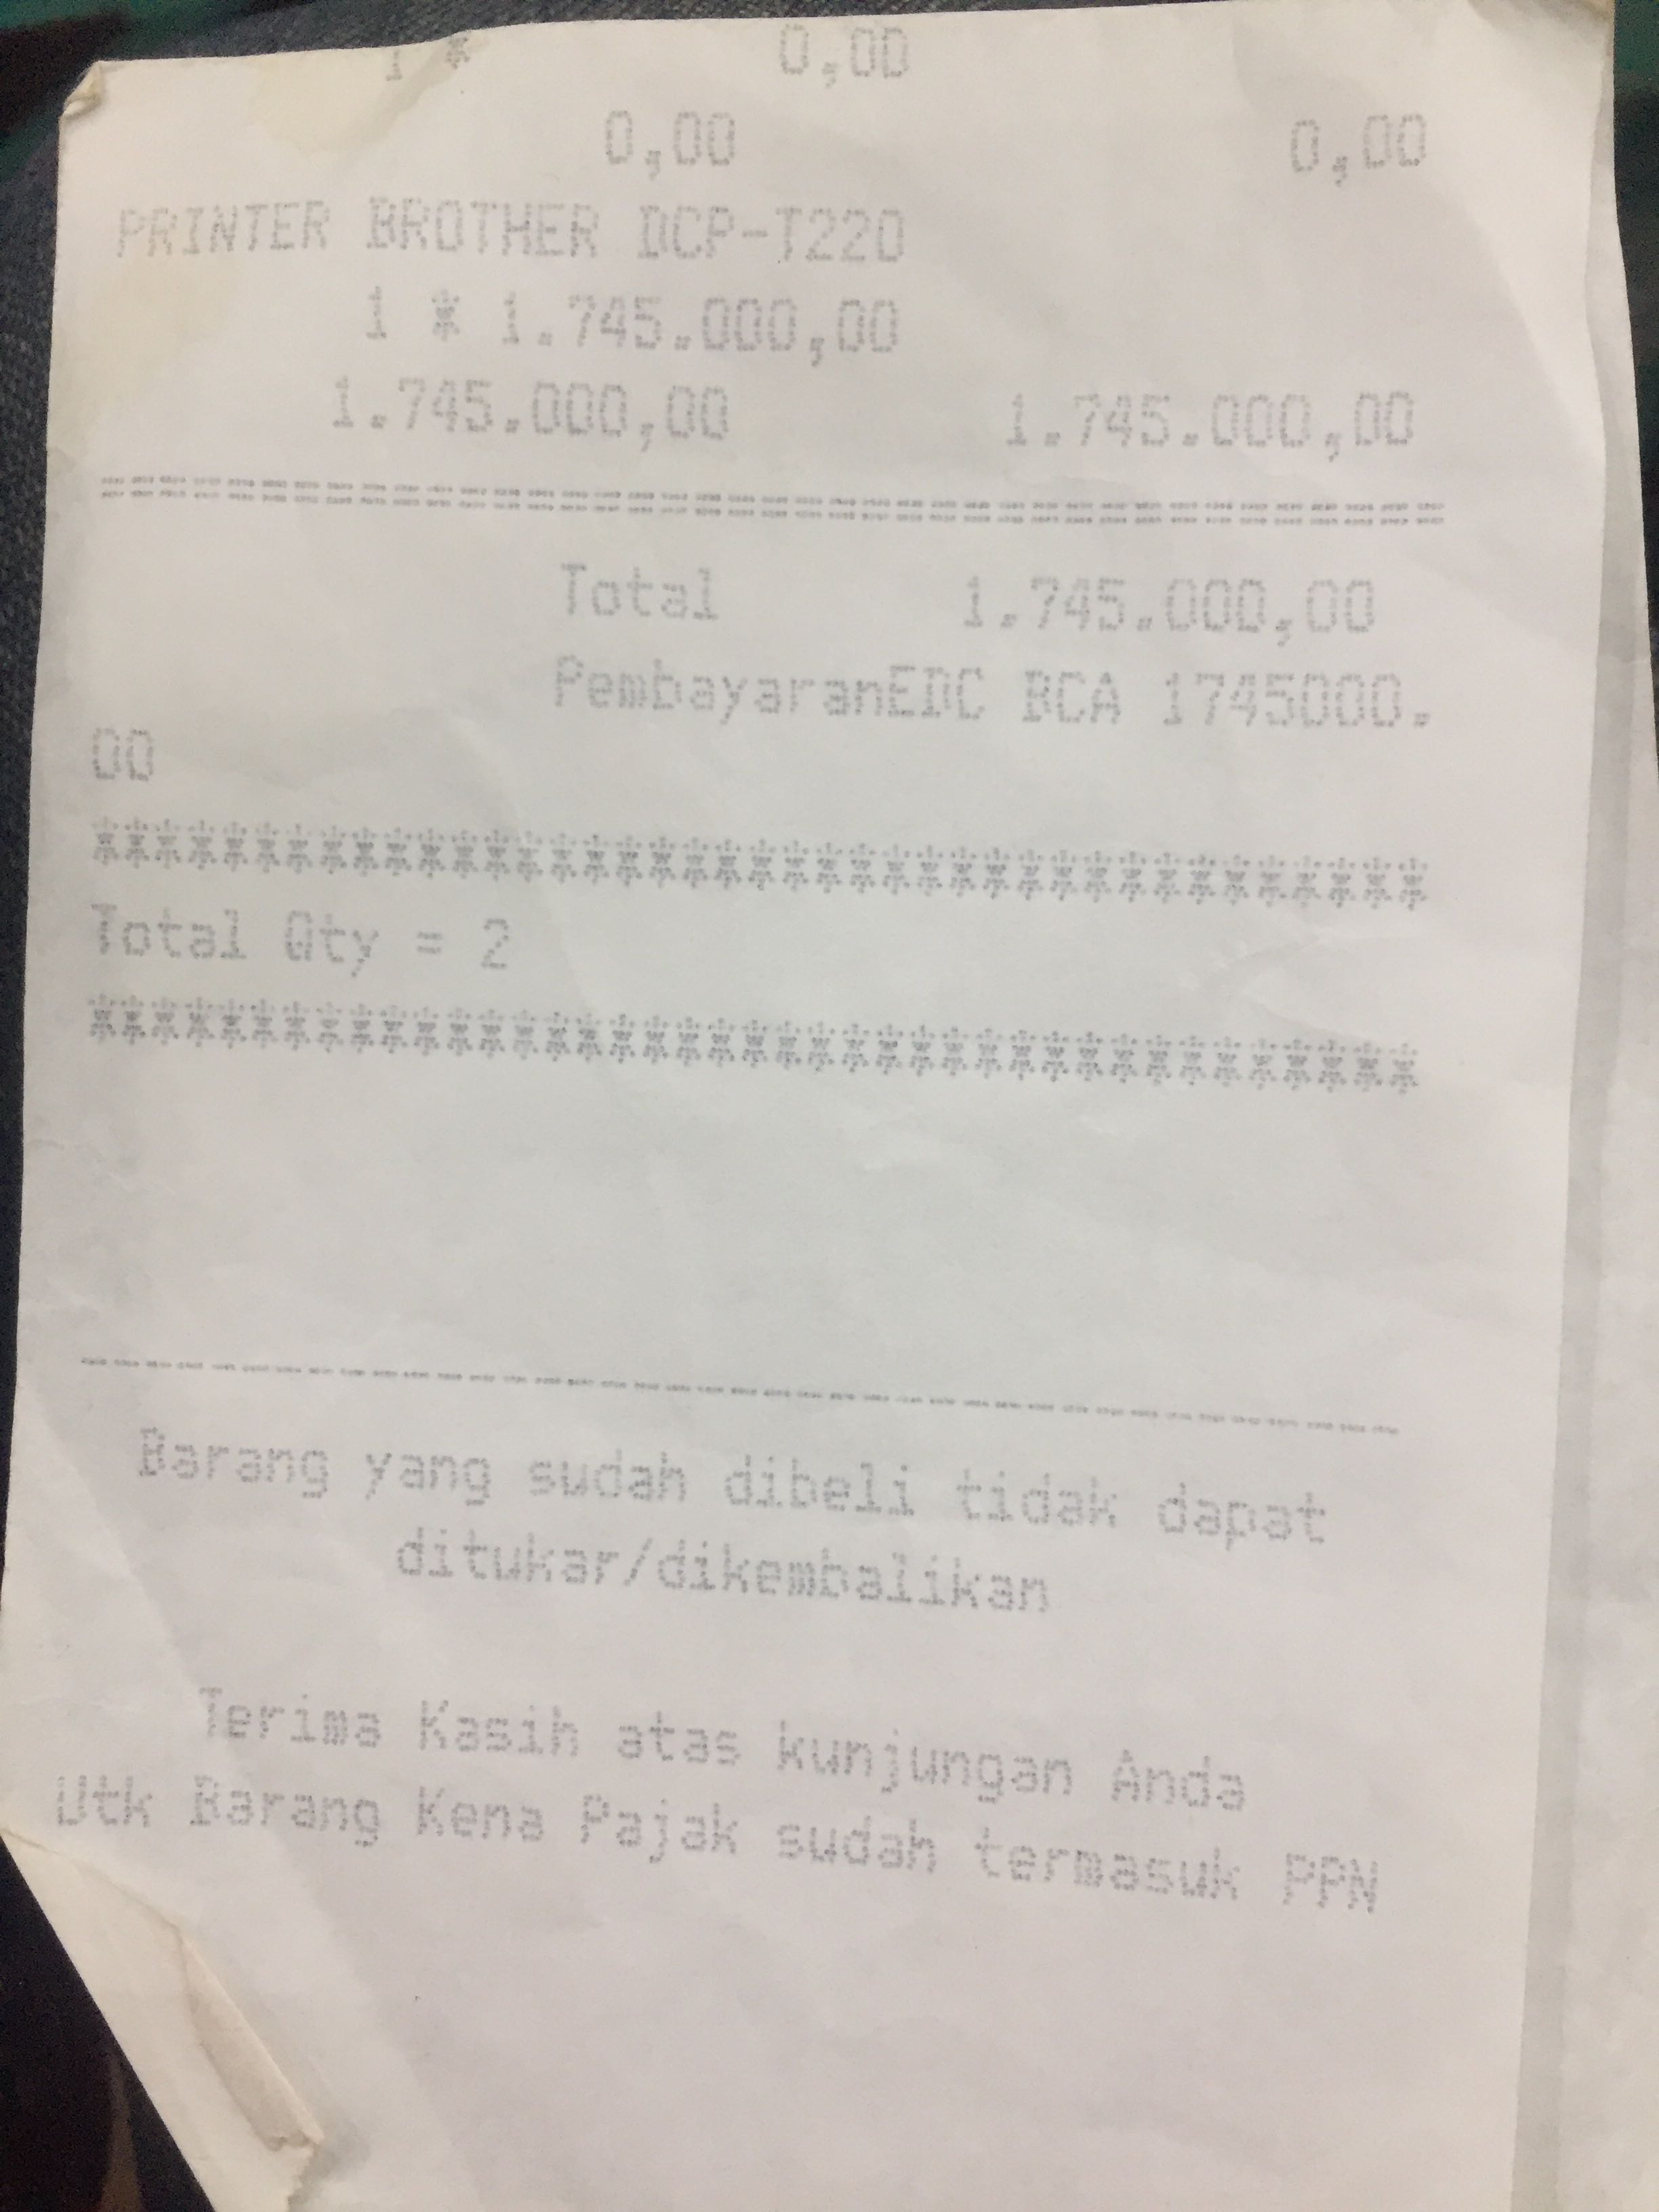 1 * 0,00
0,00 0,00
PRINTER BROTHER DCP-T220
1 * 1.745.000,00
1.745.000,00 1.745.000,00
========================================
Total 1.745.000,00
PembayaranEDC BCA 1745000.
00
****************************************
Total Qty = 2
****************************************
----------------------------------------
Barang yang sudah dibeli tidak dapat
ditukar/dikembalikan
Terima Kasih atas kunjungan Anda
Utk Barang Kena Pajak sudah termasuk PPN